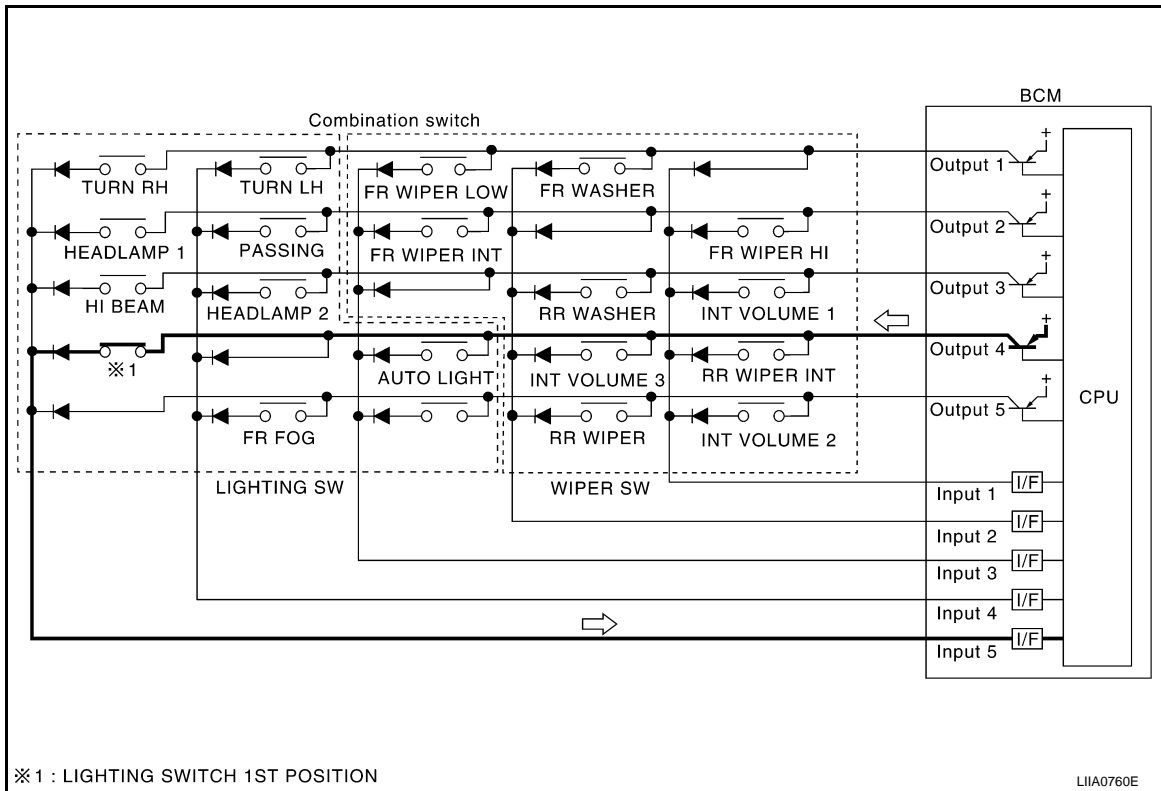 BCM
Combination switch
Output 1
TURN RH
TURN LH
FR WIPER LOW
FR WASHER
Output 2
HEADLAMP 1
PASSING
FR WIPER INT
FR WIPER HI
Output 3
HI BEAM
HEADLAMP 2
RR WASHER
INT VOLUME 1
Output 4
※1
AUTO LIGHT
INT VOLUME 3
RR WIPER INT
CPU
Output 5
FR FOG
RR WIPER
INT VOLUME 2
LIGHTING SW
WIPER SW
Input 1
I/F
Input 2
I/F
Input 3
I/F
Input 4
I/F
Input 5
I/F
+
+
+
+
+
※1 : LIGHTING SWITCH 1ST POSITION
LIIA0760E